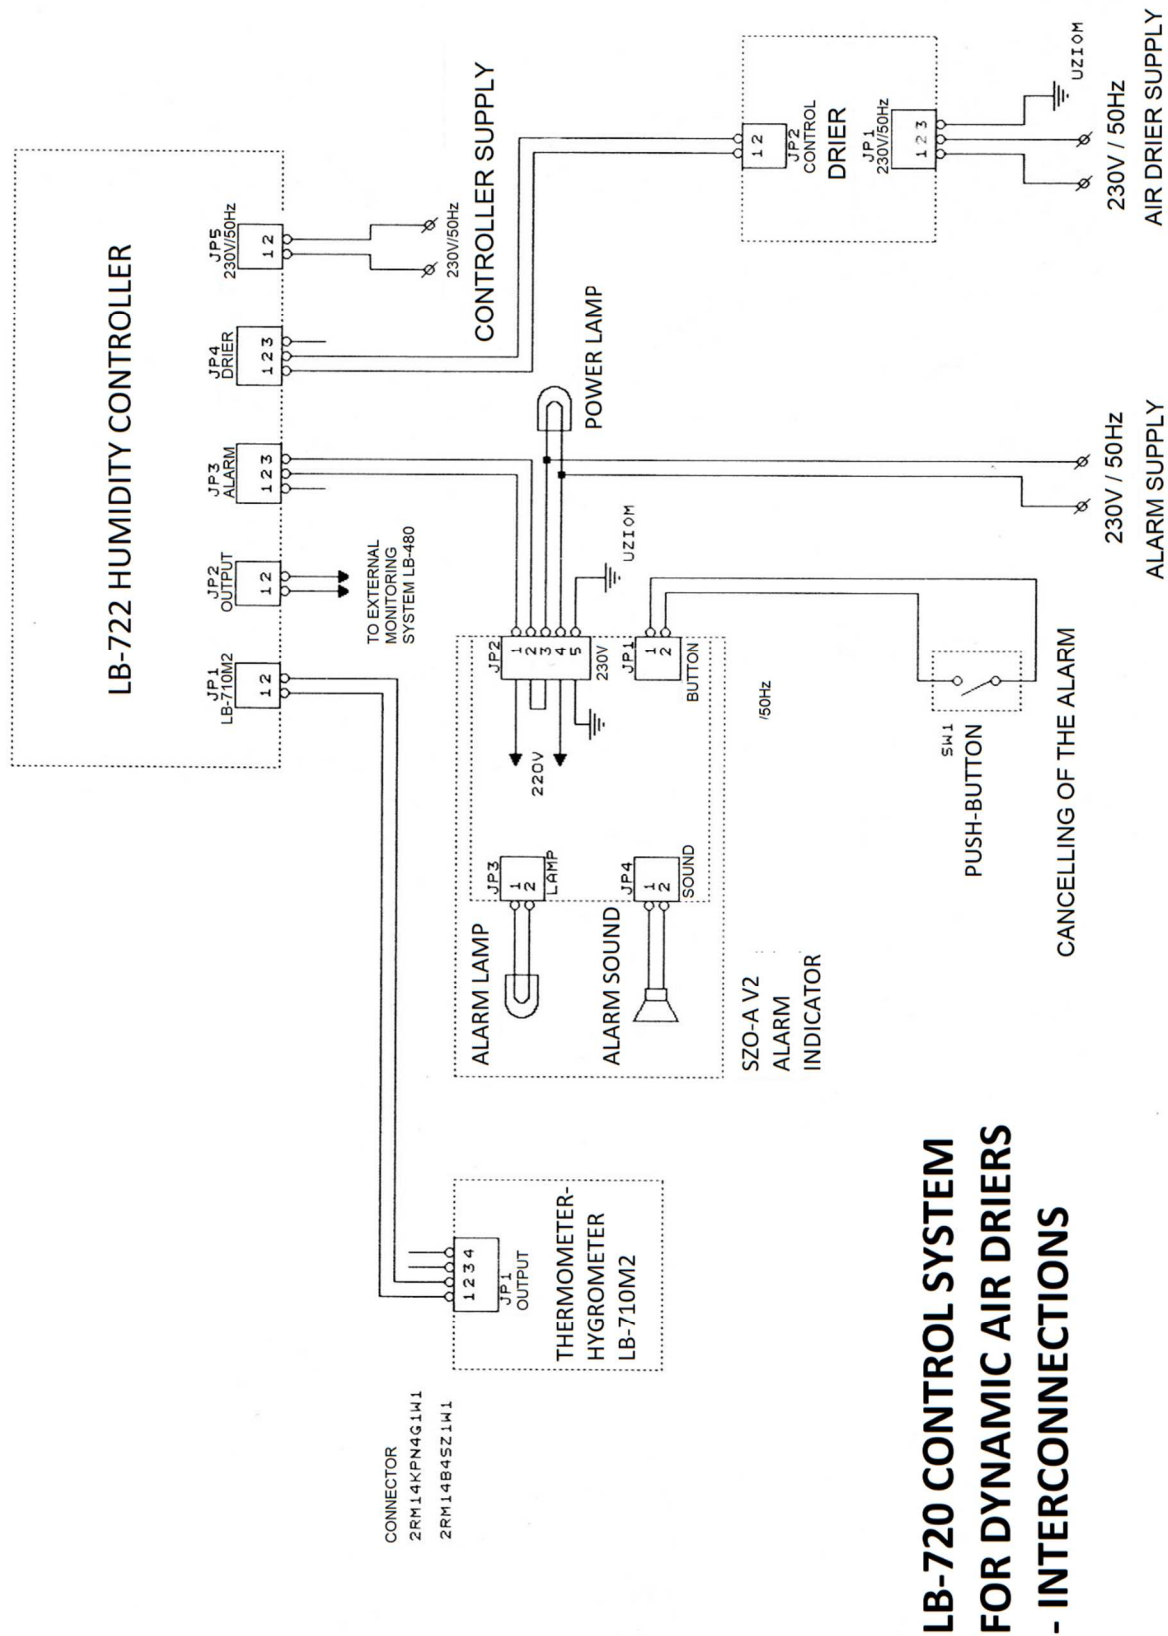 LB-722 HUMIDITY CONTROLLER
JP1
LB-710M2
1 2
JP2
OUTPUT
1 2
JP3
ALARM
1 2 3
JP4
DRIER
1 2 3
JP5
230V/50Hz
1 2
TO EXTERNAL
MONITORING
SYSTEM LB-480
230V/50Hz
CONTROLLER SUPPLY
CONNECTOR
2RM14KPN4G1W1
2RM14B4SZ1W1
1 2 3 4
JP1
OUTPUT
THERMOMETER-
HYGROMETER
LB-710M2
ALARM LAMP
JP3
1
2
LAMP
ALARM SOUND
JP4
1
2
SOUND
220V
JP2
1
2
3
4
5
230V
JP1
1
2
BUTTON
UZIOM
POWER LAMP
SZO-A V2
ALARM
INDICATOR
/50Hz
1 2
JP2
CONTROL
DRIER
JP1
230V/50Hz
1 2 3
UZIOM
TMS
PUSH-BUTTON
CANCELLING OF THE ALARM
230V / 50Hz
ALARM SUPPLY
230V / 50Hz
AIR DRIER SUPPLY
LB-720 CONTROL SYSTEM
FOR DYNAMIC AIR DRIERS
- INTERCONNECTIONS